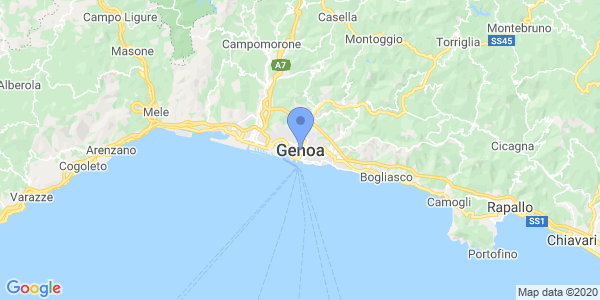 Campo Ligure
Casella
Montebruno
Campomorone
Montoggio
Torriglia
SS45
Masone
A7
Alberola
Mele
Cicagna
Arenzano
Genoa
Cogoleto
Bogliasco
Varazze
Camogli
Rapallo
SS1
Chiavari
Portofino
Google
Map data ©2020